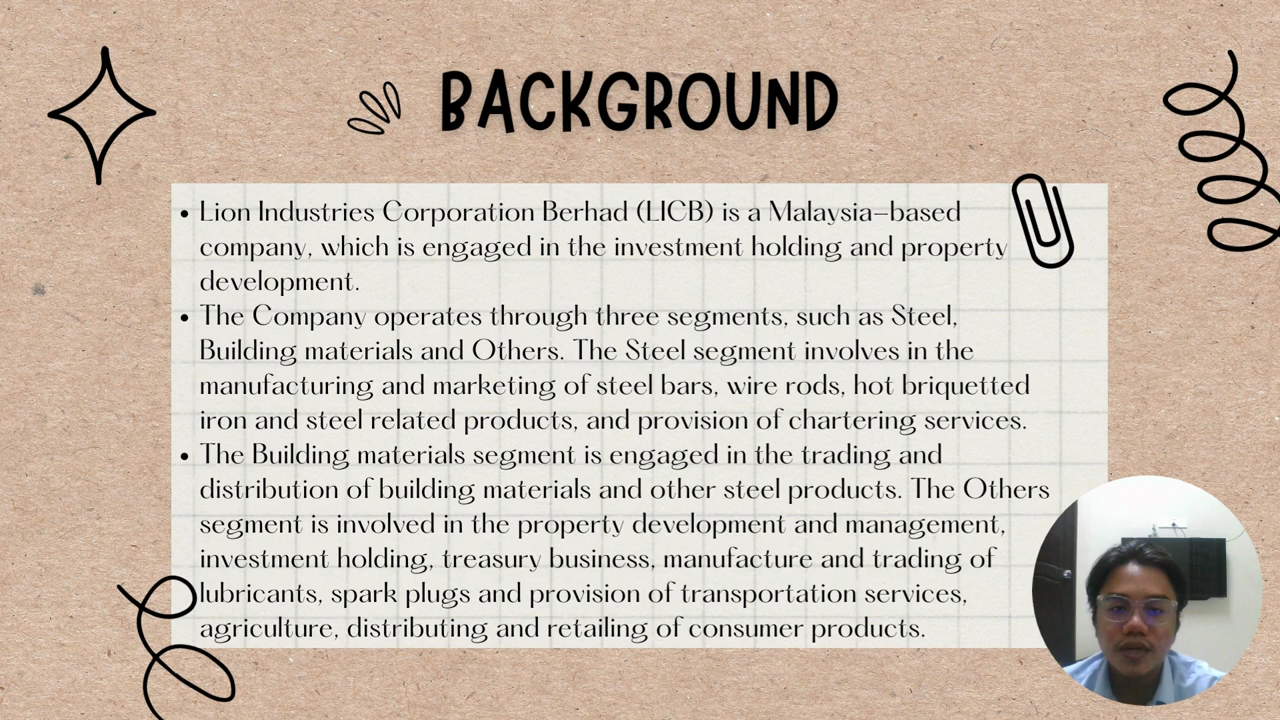 BACKGROUND
• Lion Industries Corporation Berhad (LICB) is a Malaysia-based
company, which is engaged in the investment holding and property
development.
• The Company operates through three segments, such as Steel,
Building materials and Others. The Steel segment involves in the
manufacturing and marketing of steel bars, wire rods, hot briquetted
iron and steel related products, and provision of chartering services.
• The Building materials segment is engaged in the trading and
distribution of building materials and other steel products. The Others
segment is involved in the property development and management,
investment holding, treasury business, manufacture and trading of
lubricants, spark plugs and provision of transportation services,
agriculture, distributing and retailing of consumer products.